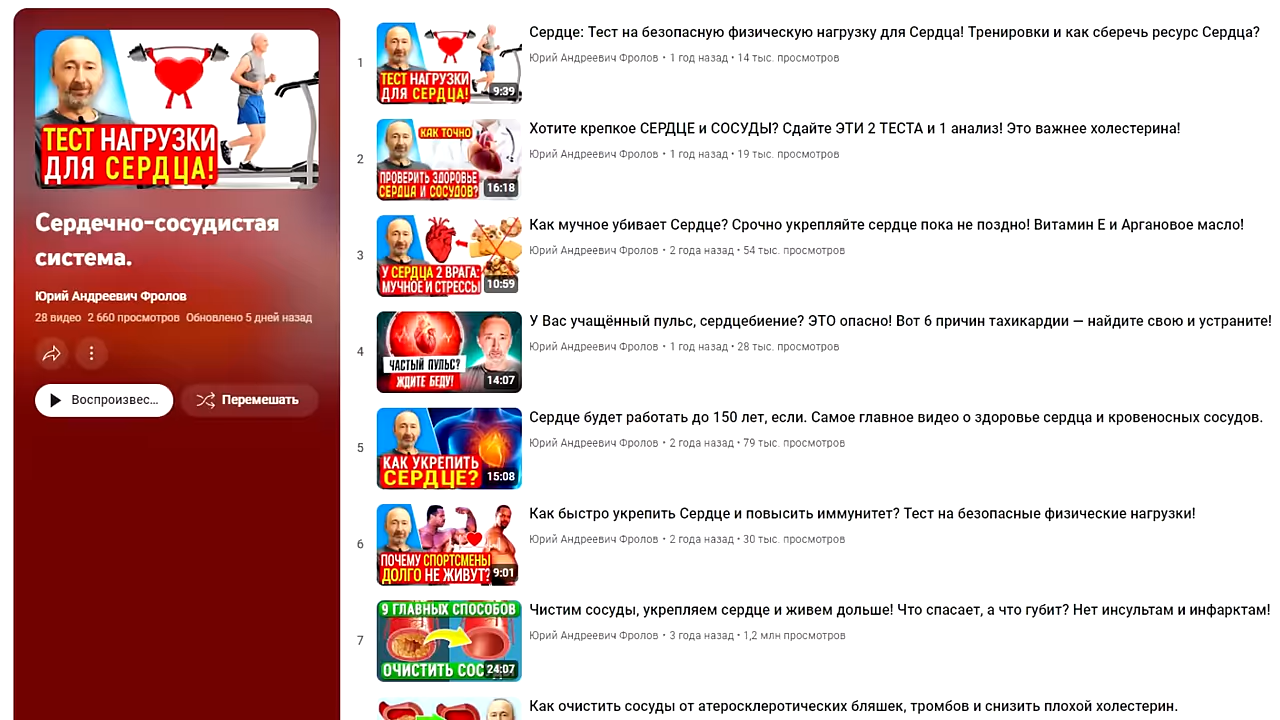 ТЕСТ НАГРУЗКИ
ДЛЯ СЕРДЦА!
Сердечно-сосудистая
система.
Юрий Андреевич Фролов
28 видео 2 660 просмотров Обновлено 5 дней назад
Воспроизвес...
Перемешать
1
ТЕСТ НАГРУЗКИ
ДЛЯ СЕРДЦА!
9:39
Сердце: Тест на безопасную физическую нагрузку для Сердца! Тренировки и как сберечь ресурс Сердца?
Юрий Андреевич Фролов • 1 год назад • 14 тыс. просмотров
2
КАК ТОЧНО
ПРОВЕРИТЬ ЗДОРОВЬЕ
СЕРДЦА И СОСУДОВ?
16:18
Хотите крепкое СЕРДЦЕ и СОСУДЫ? Сдайте ЭТИ 2 ТЕСТА и 1 анализ! Это важнее холестерина!
Юрий Андреевич Фролов • 1 год назад • 19 тыс. просмотров
3
У СЕРДЦА 2 ВРАГА:
МУЧНОЕ И СТРЕССЫ
10:59
Как мучное убивает Сердце? Срочно укрепляйте сердце пока не поздно! Витамин Е и Аргановое масло!
Юрий Андреевич Фролов • 2 года назад • 54 тыс. просмотров
4
ЧАСТЫЙ ПУЛЬС?
ЖДИТЕ БЕДУ!
14:07
У Вас учащённый пульс, сердцебиение? ЭТО опасно! Вот 6 причин тахикардии — найдите свою и устраните!
Юрий Андреевич Фролов • 1 год назад • 28 тыс. просмотров
5
КАК УКРЕПИТЬ
СЕРДЦЕ?
15:08
Сердце будет работать до 150 лет, если. Самое главное видео о здоровье сердца и кровеносных сосудов.
Юрий Андреевич Фролов • 2 года назад • 79 тыс. просмотров
6
ПОЧЕМУ СПОРТСМЕНЫ
ДОЛГО НЕ ЖИВУТ?
9:01
Как быстро укрепить Сердце и повысить иммунитет? Тест на безопасные физические нагрузки!
Юрий Андреевич Фролов • 2 года назад • 30 тыс. просмотров
7
9 ГЛАВНЫХ СПОСОБОВ
ОЧИСТИТЬ СОС
24:07
Чистим сосуды, укрепляем сердце и живем дольше! Что спасает, а что губит? Нет инсультам и инфарктам!
Юрий Андреевич Фролов • 3 года назад • 1,2 млн просмотров
Как очистить сосуды от атеросклеротических бляшек, тромбов и снизить плохой холестерин.